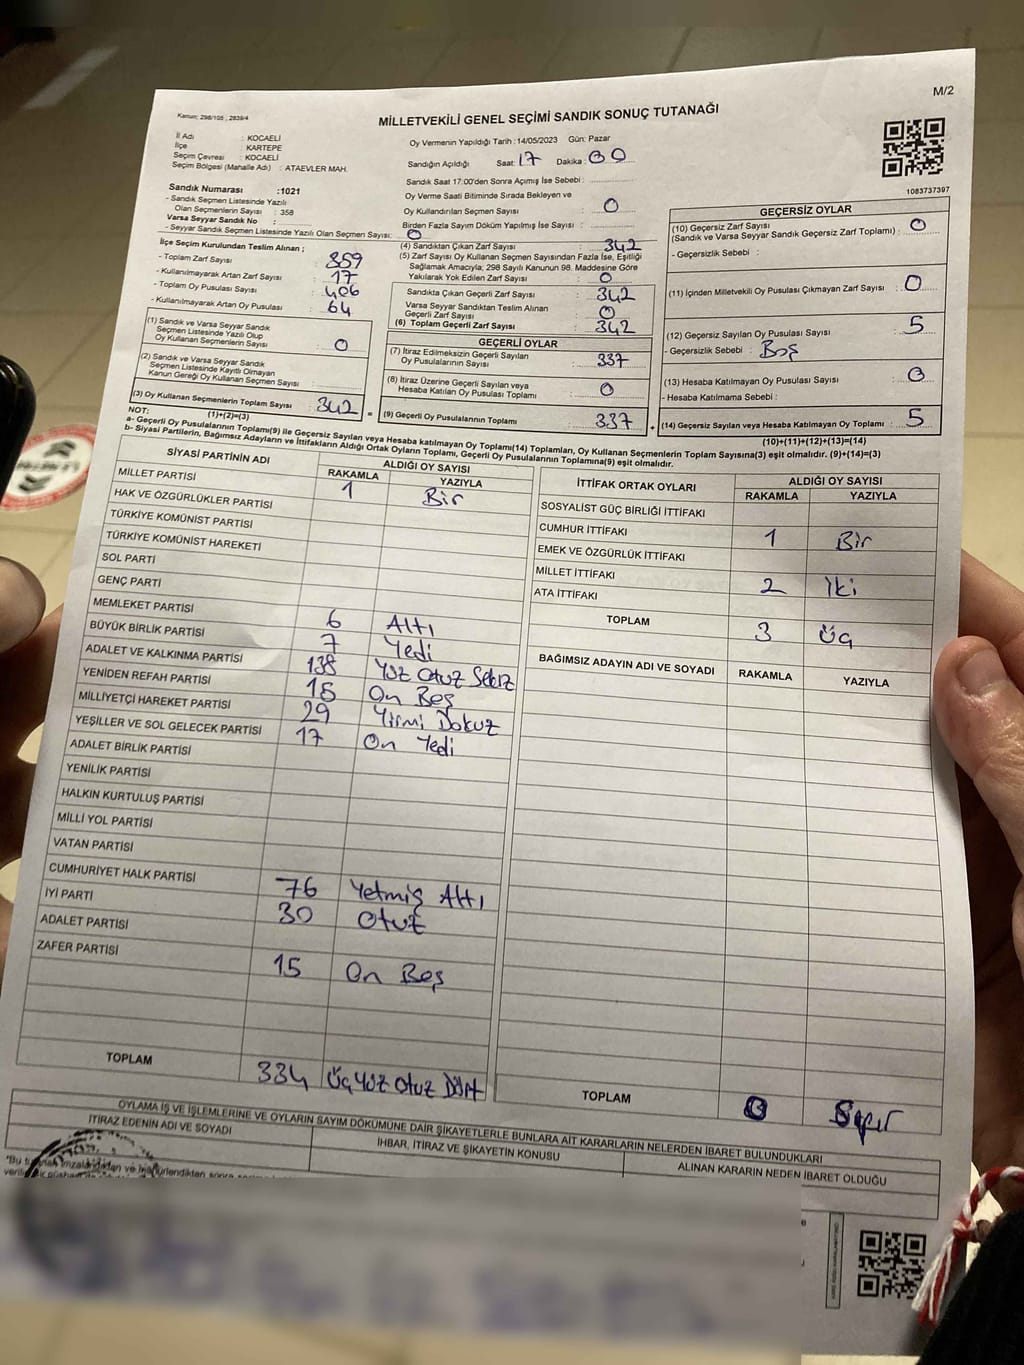 M/2
Kanun; 298/105 , 2839/4
MİLLETVEKİLİ GENEL SEÇİMİ SANDIK SONUÇ TUTANAĞI
İl Adı : KOCAELİ
İlçe : KARTEPE
Seçim Çevresi : KOCAELİ
Seçim Bölgesi (Mahalle Adı) : ATAEVLER MAH.
Sandık Numarası :1021
- Sandık Seçmen Listesinde Yazılı
Olan Seçmenlerin Sayısı : 358
Varsa Seyyar Sandık No :
- Seyyar Sandık Seçmen Listesinde Yazılı Olan Seçmen Sayısı: 0
Oy Vermenin Yapıldığı Tarih :14/05/2023 Gün: Pazar
Sandığın Açıldığı Saat: 17 Dakika : 00
Sandık Saat 17:00'den Sonra Açımış İse Sebebi :
Oy Verme Saati Bitiminde Sırada Bekleyen ve
Oy Kullandırılan Seçmen Sayısı : 0
Birden Fazla Sayım Döküm Yapılmış İse Sayısı :
1083737397
İlçe Seçim Kurulundan Teslim Alınan ;
- Toplam Zarf Sayısı : 359
- Kullanılmayarak Artan Zarf Sayısı : 17
- Toplam Oy Pusulası Sayısı : 406
- Kullanılmayarak Artan Oy Pusulası : 64
(1) Sandık ve Varsa Seyyar Sandık
Seçmen Listesinde Yazılı Olup
Oy Kullanan Seçmenlerin Sayısı : 0
(2) Sandık ve Varsa Seyyar Sandık
Seçmen Listesinde Kayıtlı Olmayan
Kanun Gereği Oy Kullanan Seçmen Sayısı :
(3) Oy Kullanan Seçmenlerin Toplam Sayısı : 342
(1)+(2)=(3)
(4) Sandıktan Çıkan Zarf Sayısı : 342
(5) Zarf Sayısı Oy Kullanan Seçmen Sayısından Fazla İse, Eşitliği
Sağlamak Amacıyla; 298 Sayılı Kanunun 98. Maddesine Göre
Yakılarak Yok Edilen Zarf Sayısı : 0
Sandıkta Çıkan Geçerli Zarf Sayısı : 342
Varsa Seyyar Sandıktan Teslim Alınan
Geçerli Zarf Sayısı : 0
(6) Toplam Geçerli Zarf Sayısı : 342
GEÇERLİ OYLAR
(7) İtiraz Edilmeksizin Geçerli Sayılan
Oy Pusulalarının Sayısı : 337
(8) İtiraz Üzerine Geçerli Sayılan veya
Hesaba Katılan Oy Pusulası Toplamı : 0
= (9) Geçerli Oy Pusulalarının Toplamı : 337
GEÇERSİZ OYLAR
(10) Geçersiz Zarf Sayısı
(Sandık ve Varsa Seyyar Sandık Geçersiz Zarf Toplamı) : 0
- Geçersizlik Sebebi :
(11) İçinden Milletvekili Oy Pusulası Çıkmayan Zarf Sayısı : 0
(12) Geçersiz Sayılan Oy Pusulası Sayısı : 5
- Geçersizlik Sebebi : Boş
(13) Hesaba Katılmayan Oy Pusulası Sayısı : 0
- Hesaba Katılmama Sebebi :
+ (14) Geçersiz Sayılan veya Hesaba Katılmayan Oy Toplamı : 5
(10)+(11)+(12)+(13)=(14)
NOT:
a- Geçerli Oy Pusulalarının Toplamı(9) ile Geçersiz Sayılan veya Hesaba katılmayan Oy Toplamı(14) Toplamları, Oy Kullanan Seçmenlerin Toplam Sayısına(3) eşit olmalıdır. (9)+(14)=(3)
b- Siyasi Partilerin, Bağımsız Adayların ve İttifakların Aldığı Ortak Oyların Toplamı, Geçerli Oy Pusulalarının Toplamına(9) eşit olmalıdır.
SİYASİ PARTİNİN ADI ALDIĞI OY SAYISI
RAKAMLA YAZIYLA
MİLLET PARTİSİ 1 Bir
HAK VE ÖZGÜRLÜKLER PARTİSİ
TÜRKİYE KOMÜNİST PARTİSİ
TÜRKİYE KOMÜNİST HAREKETİ
SOL PARTİ
GENÇ PARTİ
MEMLEKET PARTİSİ 6 Altı
BÜYÜK BİRLİK PARTİSİ 7 Yedi
ADALET VE KALKINMA PARTİSİ 138 Yüz Otuz Sekiz
YENİDEN REFAH PARTİSİ 15 On Beş
MİLLİYETÇİ HAREKET PARTİSİ 29 Yirmi Dokuz
YEŞİLLER VE SOL GELECEK PARTİSİ 17 On Yedi
ADALET BİRLİK PARTİSİ
YENİLİK PARTİSİ
HALKIN KURTULUŞ PARTİSİ
MİLLİ YOL PARTİSİ
VATAN PARTİSİ
CUMHURİYET HALK PARTİSİ 76 Yetmiş Altı
İYİ PARTİ 30 Otuz
ADALET PARTİSİ
ZAFER PARTİSİ 15 On Beş
TOPLAM 334 Üç Yüz Otuz Dört
İTTİFAK ORTAK OYLARI ALDIĞI OY SAYISI
RAKAMLA YAZIYLA
SOSYALİST GÜÇ BİRLİĞİ İTTİFAKI
CUMHUR İTTİFAKI 1 Bir
EMEK VE ÖZGÜRLÜK İTTİFAKI
MİLLET İTTİFAKI 2 İki
ATA İTTİFAKI
TOPLAM 3 Üç
BAĞIMSIZ ADAYIN ADI VE SOYADI RAKAMLA YAZIYLA
TOPLAM 0 Sıfır
OYLAMA İŞ VE İŞLEMLERİNE VE OYLARIN SAYIM DÖKÜMÜNE DAİR ŞİKAYETLERLE BUNLARA AİT KARARLARIN NELERDEN İBARET BULUNDUKLARI
İTİRAZ EDENİN ADI VE SOYADI
İHBAR, İTİRAZ VE ŞİKAYETİN KONUSU
ALINAN KARARIN NEDEN İBARET OLDUĞU